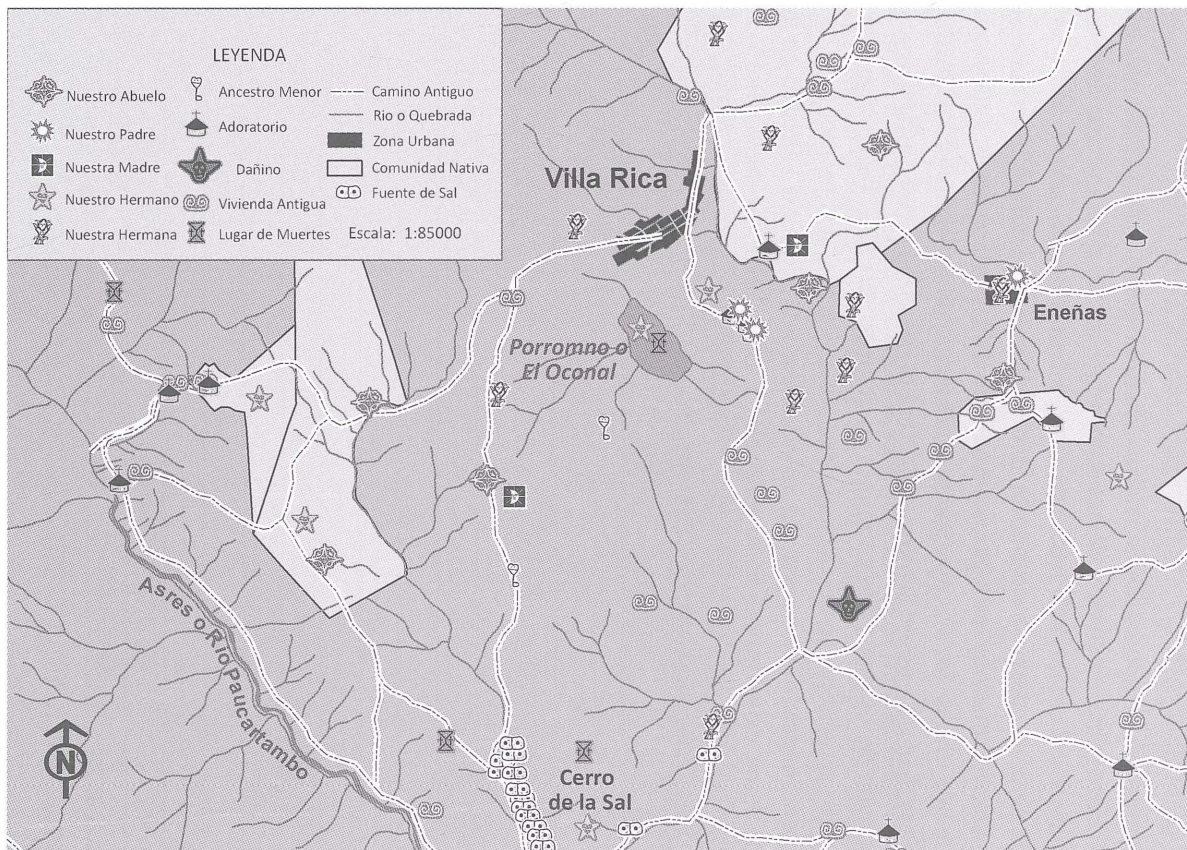 LEYENDA
Nuestro Abuelo
Nuestro Padre
Nuestra Madre
Nuestro Hermano
Nuestra Hermana
Ancestro Menor
Adoratorio
Dañino
Vivienda Antigua
Lugar de Muertes
Camino Antiguo
Rio o Quebrada
Zona Urbana
Comunidad Nativa
Fuente de Sal
Escala: 1:85000
Villa Rica
Eneñas
Porromno o
El Oconal
Asres o Rio Paucartambo
N
Cerro
de la Sal